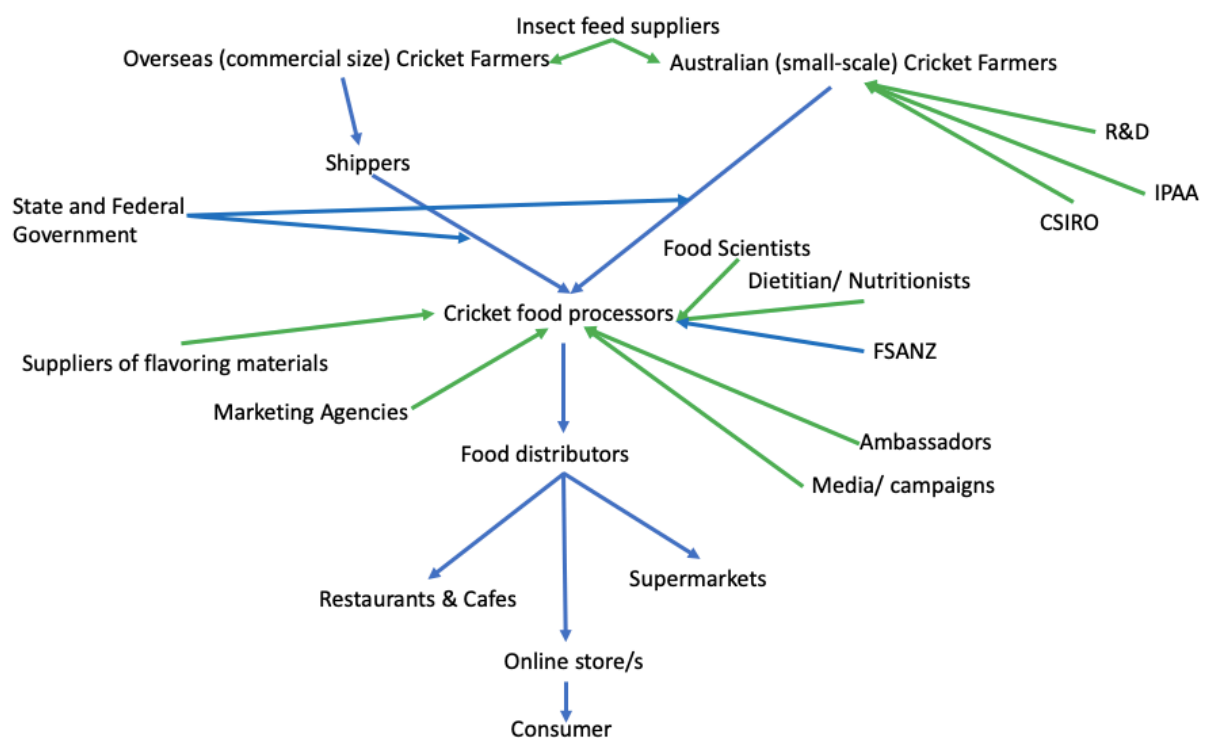 Insect feed suppliers
Overseas (commercial size) Cricket Farmers
Australian (small-scale) Cricket Farmers
R&D
Shippers
IPAA
State and Federal
Government
CSIRO
Food Scientists
Dietitian/ Nutritionists
Cricket food processors
FSANZ
Suppliers of flavoring materials
Marketing Agencies
Ambassadors
Food distributors
Media/ campaigns
Supermarkets
Restaurants & Cafes
Online store/s
Consumer